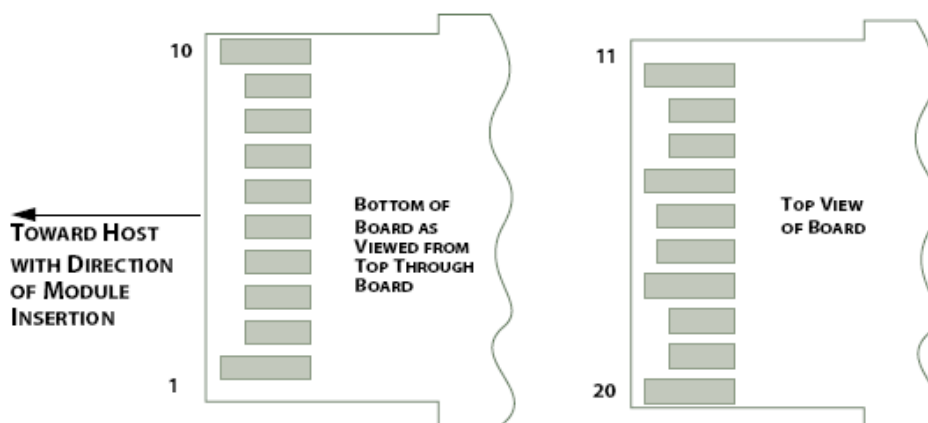 10
TOWARD HOST
WITH DIRECTION
OF MODULE
INSERTION
1
BOTTOM OF
BOARD AS
VIEWED FROM
TOP THROUGH
BOARD
11
TOP VIEW
OF BOARD
20